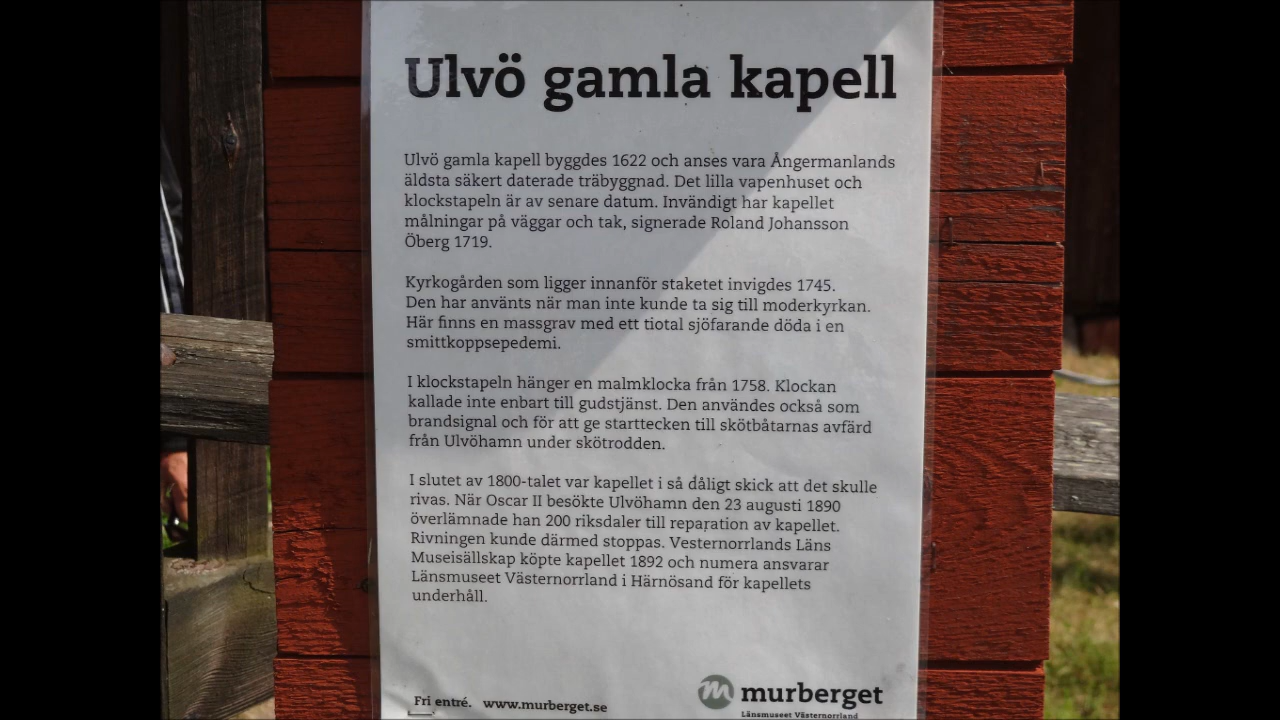 Ulvö gamla kapell
Ulvö gamla kapell byggdes 1622 och anses vara Ångermanlands
äldsta säkert daterade träbyggnad. Det lilla vapenhuset och
klockstapeln är av senare datum. Invändigt har kapellet
målningar på väggar och tak, signerade Roland Johansson
Öberg 1719.
Kyrkogården som ligger innanför staketet invigdes 1745.
Den har använts när man inte kunde ta sig till moderkyrkan.
Här finns en massgrav med ett tiotal sjöfarande döda i en
smittkoppsepedemi.
I klockstapeln hänger en malmklocka från 1758. Klockan
kallade inte enbart till gudstjänst. Den användes också som
brandsignal och för att ge starttecken till skötbåtarnas avfärd
från Ulvöhamn under skötrodden.
I slutet av 1800-talet var kapellet i så dåligt skick att det skulle
rivas. När Oscar II besökte Ulvöhamn den 23 augusti 1890
överlämnade han 200 riksdaler till reparation av kapellet.
Rivningen kunde därmed stoppas. Vesternorrlands Läns
Museisällskap köpte kapellet 1892 och numera ansvarar
Länsmuseet Västernorrland i Härnösand för kapellets
underhåll.
Fri entré. www.murberget.se
m murberget
Länsmuseet Västernorrland